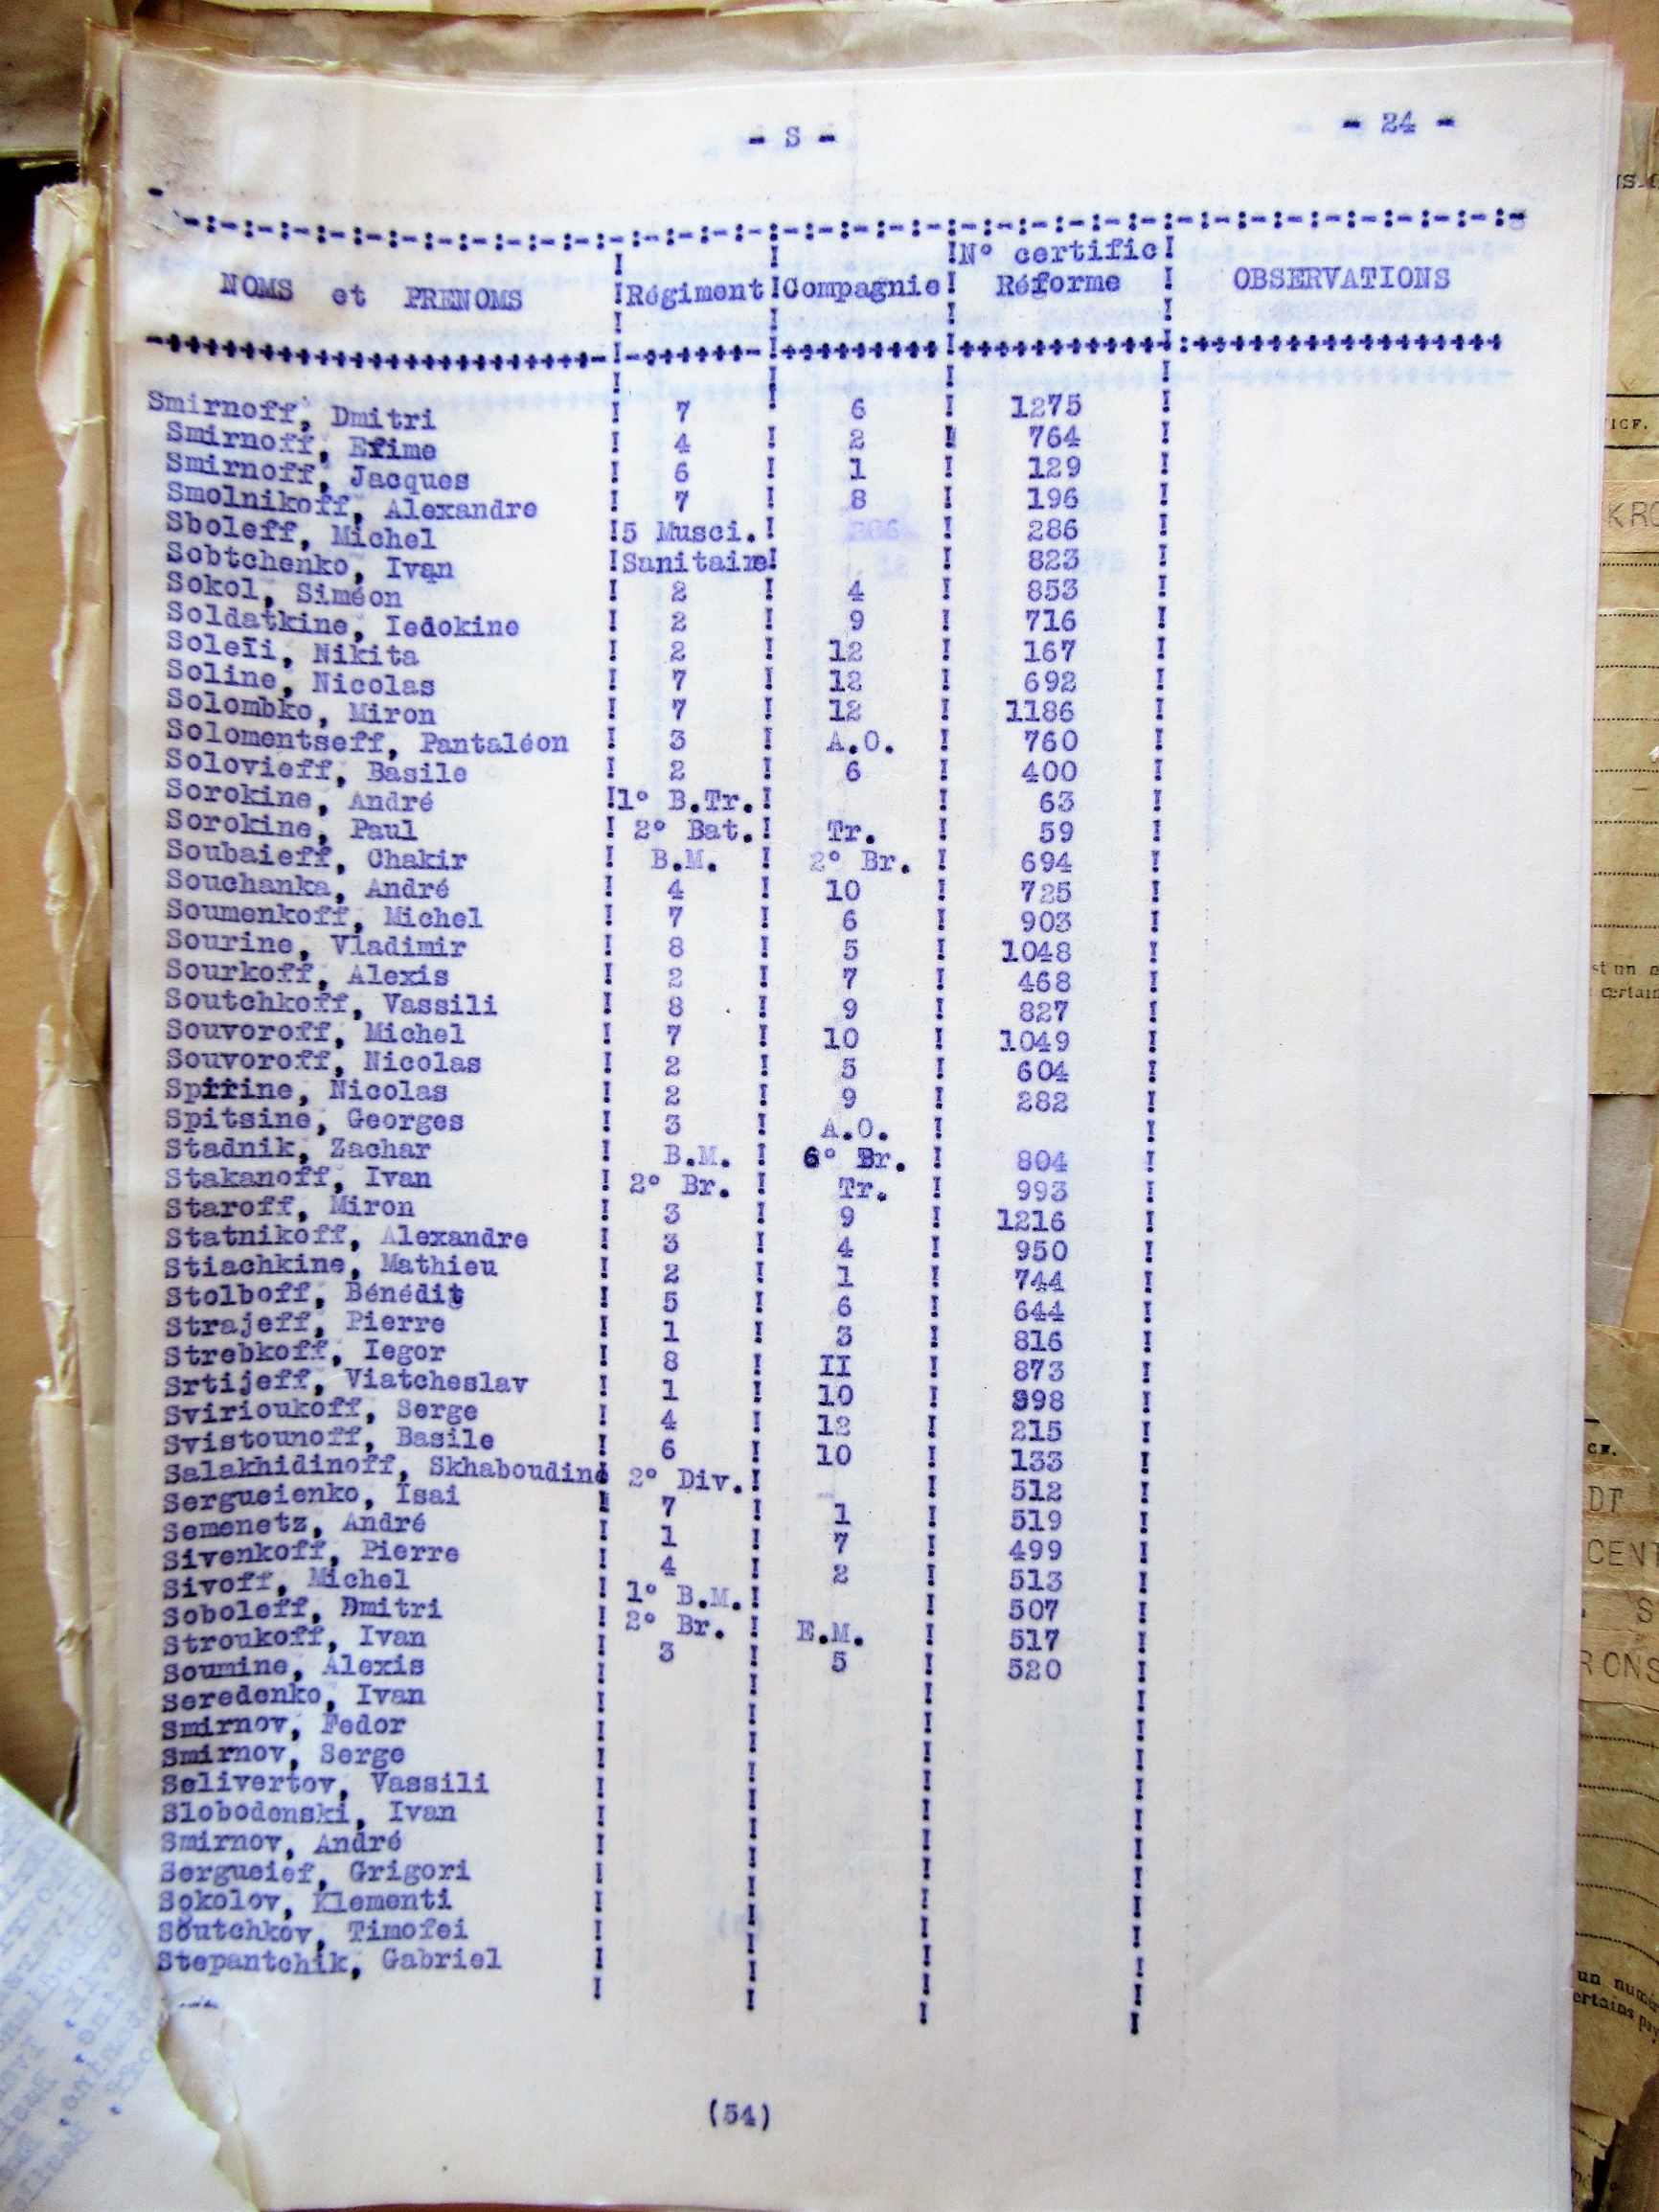 - S -
- 24 -
NOMS et PRENOMS ! Régiment ! Compagnie ! N° certific ! OBSERVATIONS
Réforme
Smirnoff, Dmitri ! 7 ! 6 ! 1275 !
Smirnoff, Efime ! 4 ! 2 ! 764 !
Smirnoff, Jacques ! 6 ! 1 ! 129 !
Smolnikoff, Alexandre ! 7 ! 8 ! 196 !
Sboleff, Michel ! 5 Musci. ! ! 286 !
Sobtchenko, Ivan ! Sanitaire ! ! 823 !
Sokol, Siméon ! 2 ! 4 ! 853 !
Soldatkine, Iedokine ! 2 ! 9 ! 716 !
Soleïi, Nikita ! 2 ! 12 ! 167 !
Soline, Nicolas ! 7 ! 12 ! 692 !
Solombko, Miron ! 7 ! 12 ! 1186 !
Solomentseff, Pantaléon ! 3 ! A.O. ! 760 !
Solovieff, Basile ! 2 ! 6 ! 400 !
Sorokine, André ! 1° B.Tr. ! ! 63 !
Sorokine, Paul ! 2° Bat. ! Tr. ! 59 !
Soubaieff, Chakir ! B.M. ! 2° Br. ! 694 !
Souchanka, André ! 4 ! 10 ! 725 !
Soumenkoff, Michel ! 7 ! 6 ! 903 !
Sourine, Vladimir ! 8 ! 5 ! 1048 !
Sourkoff, Alexis ! 2 ! 7 ! 468 !
Soutchkoff, Vassili ! 8 ! 9 ! 827 !
Souvoroff, Michel ! 7 ! 10 ! 1049 !
Souvoroff, Nicolas ! 2 ! 5 ! 604 !
Spirine, Nicolas ! 2 ! 9 ! 282 !
Spitsine, Georges ! 3 ! A.O. ! !
Stadnik, Zachar ! B.M. ! 6° Br. ! 804 !
Stakanoff, Ivan ! 2° Br. ! Tr. ! 993 !
Staroff, Miron ! 3 ! 9 ! 1216 !
Statnikoff, Alexandre ! 3 ! 4 ! 950 !
Stiachkine, Mathieu ! 2 ! 1 ! 744 !
Stolboff, Bénédit ! 5 ! 6 ! 644 !
Strajeff, Pierre ! 1 ! 3 ! 816 !
Strebkoff, Iegor ! 8 ! II ! 873 !
Srtijeff, Viatcheslav ! 1 ! 10 ! 398 !
Svirioukoff, Serge ! 4 ! 12 ! 215 !
Svistounoff, Basile ! 6 ! 10 ! 133 !
Salakhidinoff, Skhaboudine ! 2° Div. ! ! 512 !
Sergueienko, Isai ! 7 ! 1 ! 519 !
Semenetz, André ! 1 ! 7 ! 499 !
Sivenkoff, Pierre ! 4 ! 2 ! 513 !
Sivoff, Michel ! 1° B.M. ! ! 507 !
Soboleff, Dmitri ! 2° Br. ! E.M. ! 517 !
Stroukoff, Ivan ! 3 ! 5 ! 520 !
Soumine, Alexis
Seredenko, Ivan
Smirnov, Fedor
Smirnov, Serge
Selivertov, Vassili
Slobodenski, Ivan
Smirnov, André
Sergueief, Grigori
Sokolov, Klementi
Soutchkov, Timofei
Stepantchik, Gabriel
(54)